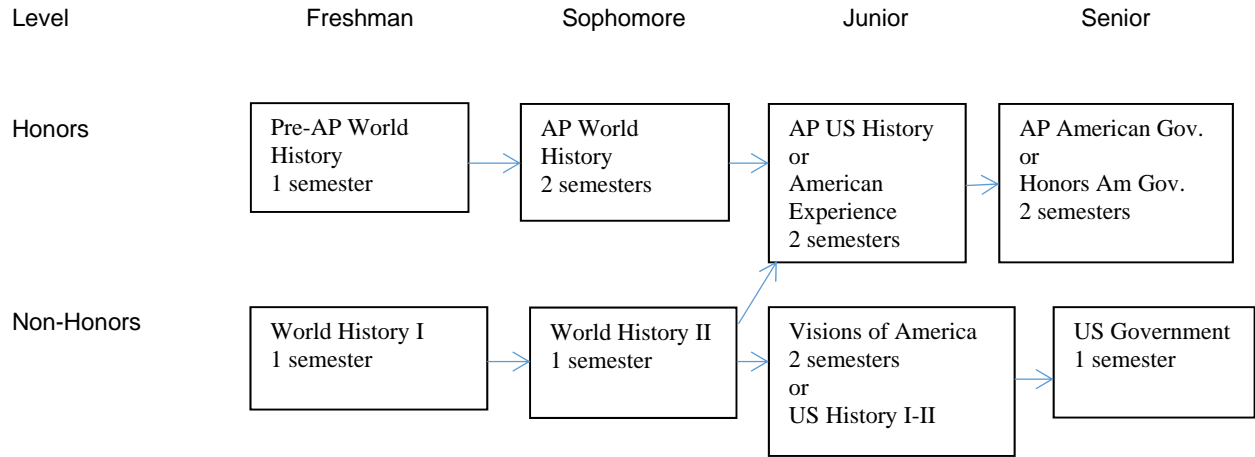 Level Freshman Sophomore Junior Senior
Honors
Pre-AP World
History
1 semester
AP World
History
2 semesters
AP US History
or
American
Experience
2 semesters
AP American Gov.
or
Honors Am Gov.
2 semesters
Non-Honors
World History I
1 semester
World History II
1 semester
Visions of America
2 semesters
or
US History I-II
US Government
1 semester